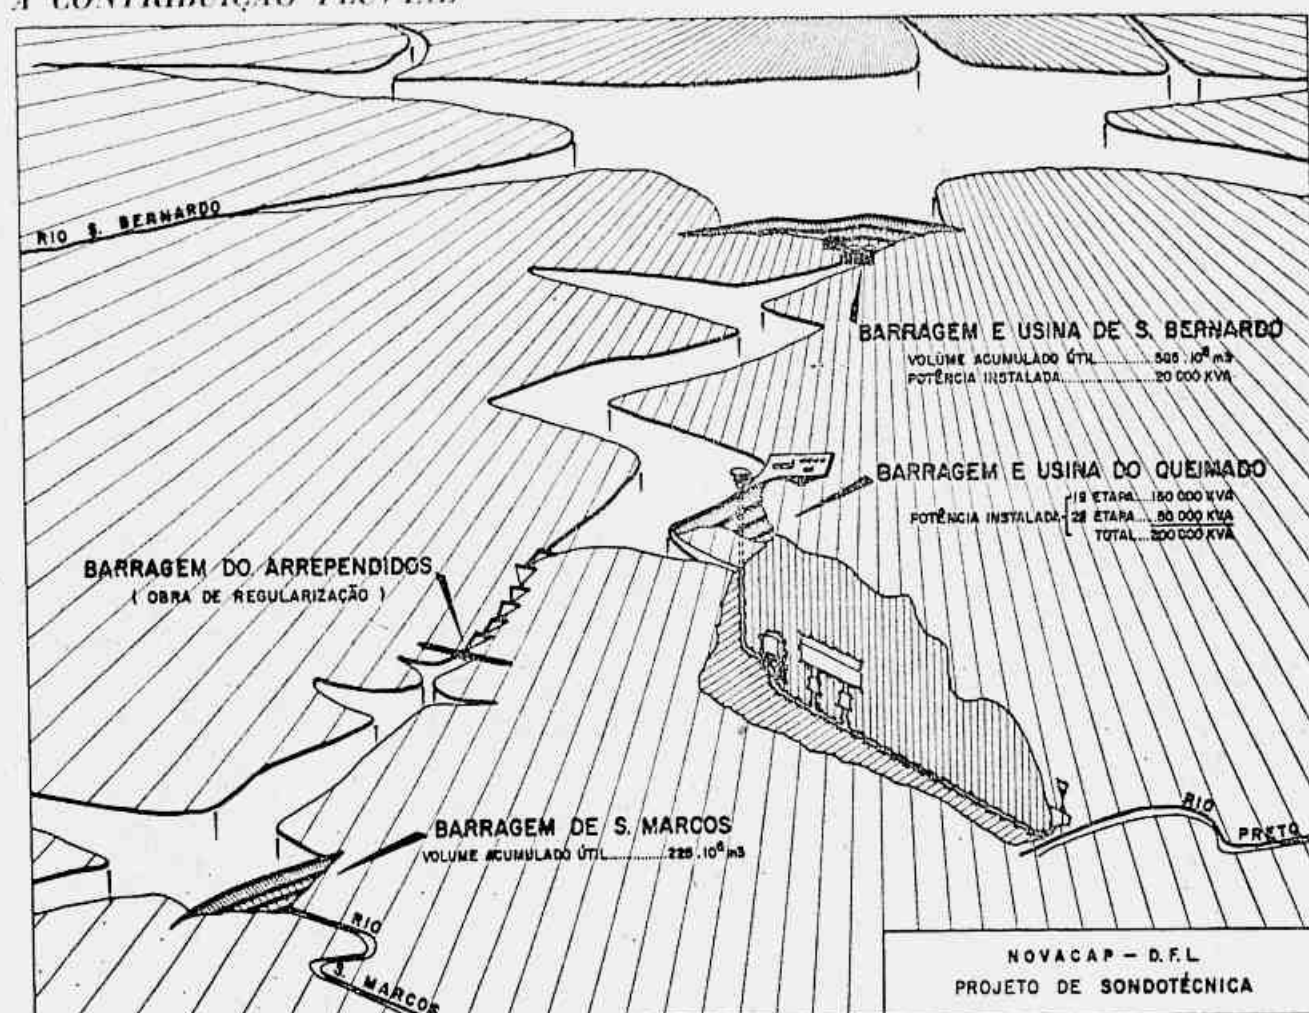 A CONTRIBUIÇÃO
RIO S. BERNARDO
BARRAGEM E USINA DE S. BERNARDO
VOLUME ACUMULADO ÚTIL.......... .10⁶ m3
POTÊNCIA INSTALADA..............20 000 KVA
BARRAGEM E USINA DO QUEIMADO
POTÊNCIA INSTALADA
1ª ETAPA....150 000 KVA
2ª ETAPA....50 000 KVA
TOTAL....200 000 KVA
BARRAGEM DO ARREPENDIDOS
( OBRA DE REGULARIZAÇÃO )
BARRAGEM DE S. MARCOS
VOLUME ACUMULADO ÚTIL..............225 .10⁶ m3
RIO
PRETO
RIO
S. MARCOS
NOVACAP – D.F.L.
PROJETO DE SONDOTÉCNICA